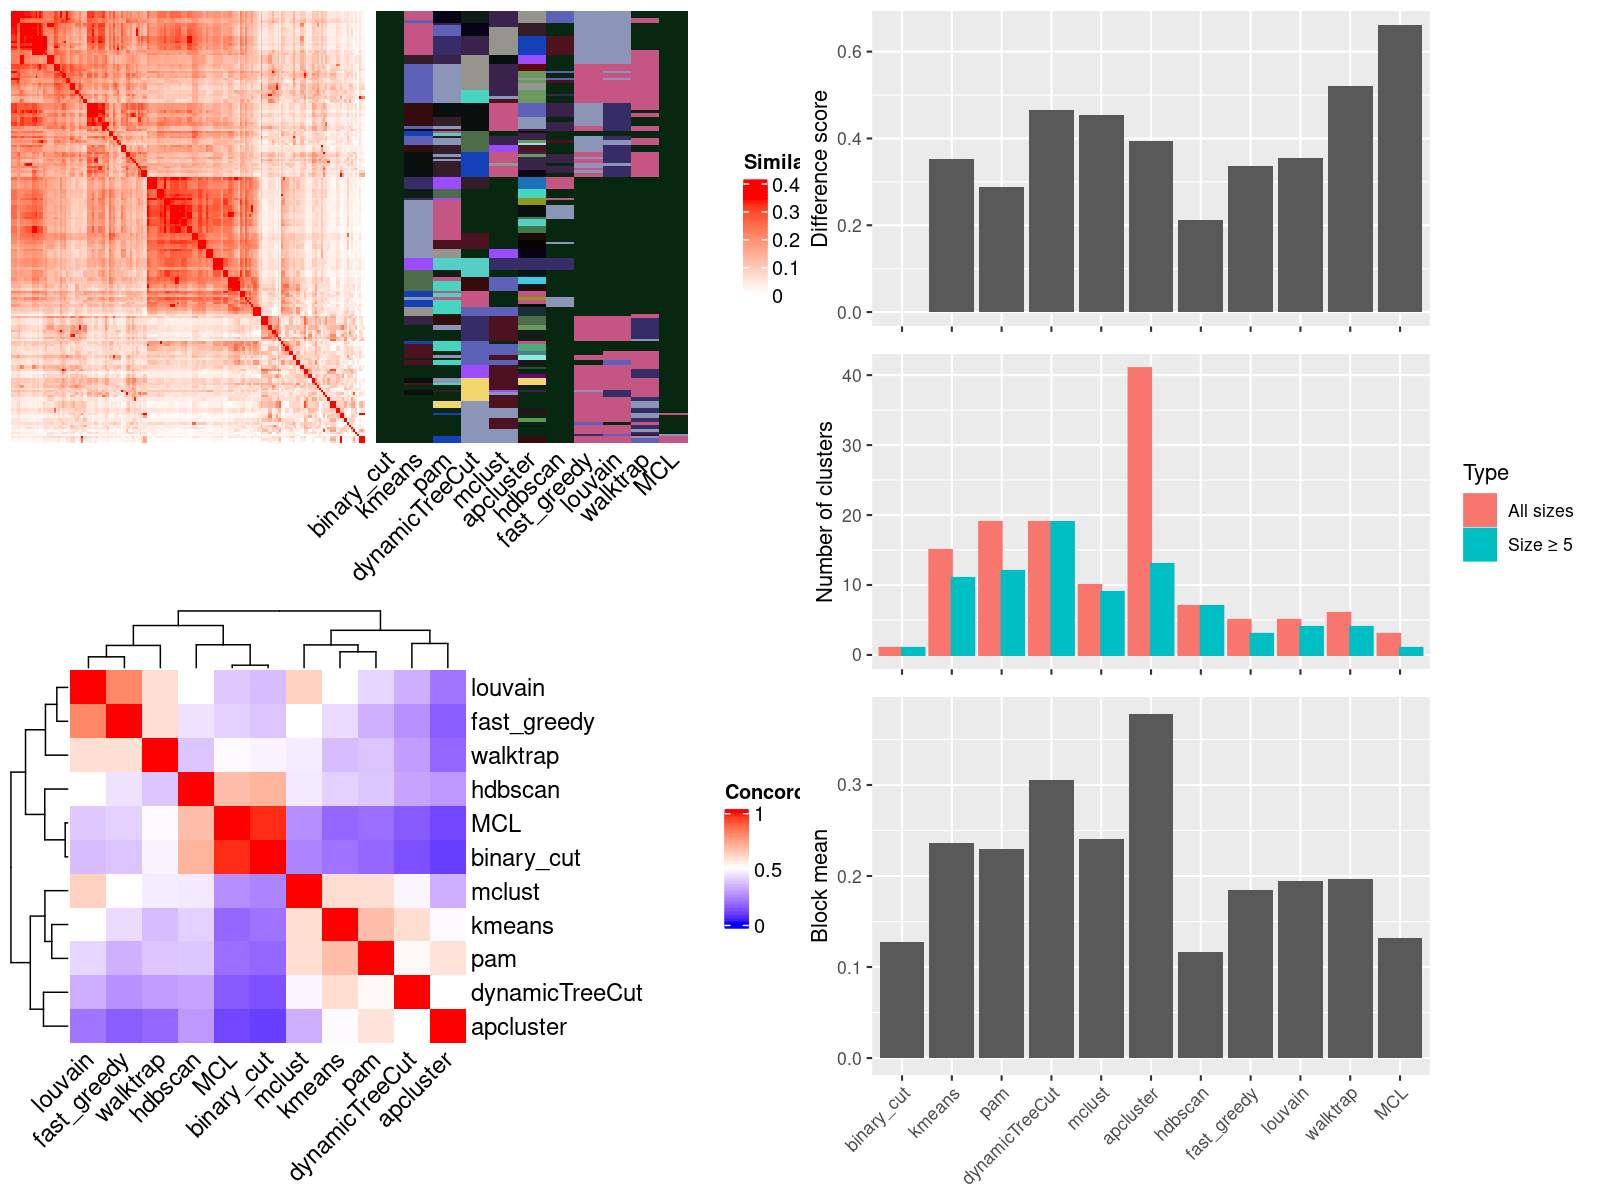 Simila
0.4
0.3
0.2
0.1
0
binary_cut
kmeans
pam
dynamicTreeCut
mclust
apcluster
hdbscan
fast_greedy
louvain
walktrap
MCL
louvain
fast_greedy
walktrap
hdbscan
MCL
binary_cut
mclust
kmeans
pam
dynamicTreeCut
apcluster
louvain
fast_greedy
walktrap
hdbscan
MCL
binary_cut
mclust
kmeans
pam
dynamicTreeCut
apcluster
Concord
1
0.5
0
Difference score
0.6
0.4
0.2
0.0
Number of clusters
40
30
20
10
0
Type
All sizes
Size ≥ 5
Block mean
0.3
0.2
0.1
0.0
binary_cut
kmeans
pam
dynamicTreeCut
mclust
apcluster
hdbscan
fast_greedy
louvain
walktrap
MCL